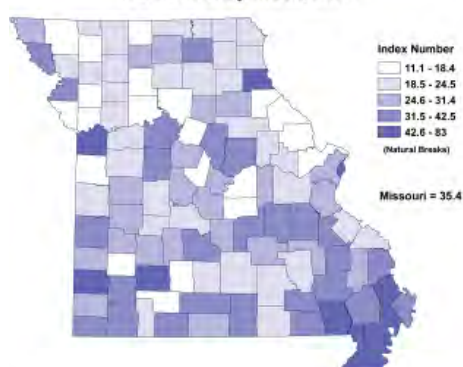 Index Number
11.1 - 18.4
18.5 - 24.5
24.6 - 31.4
31.5 - 42.5
42.6 - 83
(Natural Breaks)
Missouri = 35.4